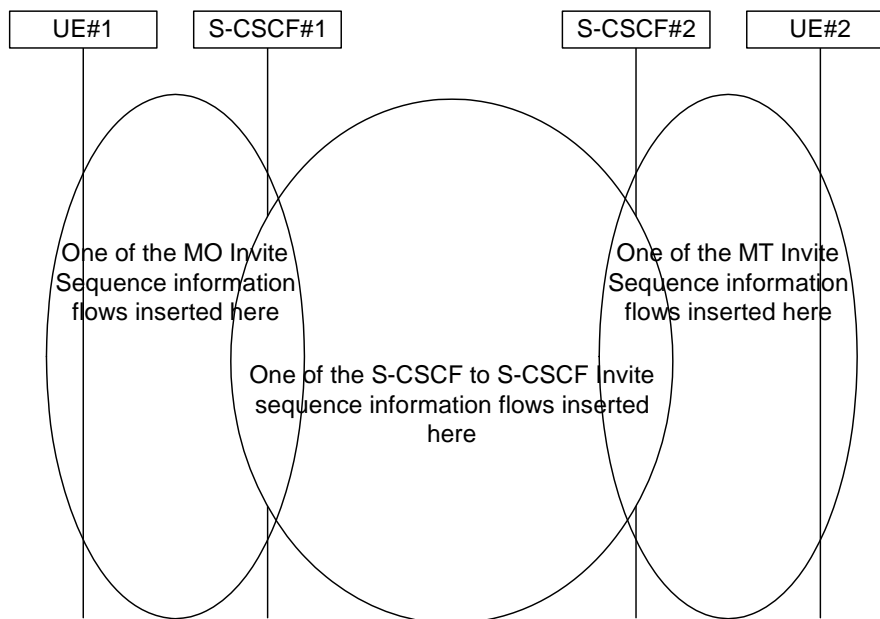 UE#1
S-CSCF#1
S-CSCF#2
UE#2
One of the MO Invite
Sequence information
flows inserted here
One of the MT Invite
Sequence information
flows inserted here
One of the S-CSCF to S-CSCF Invite
sequence information flows inserted
here